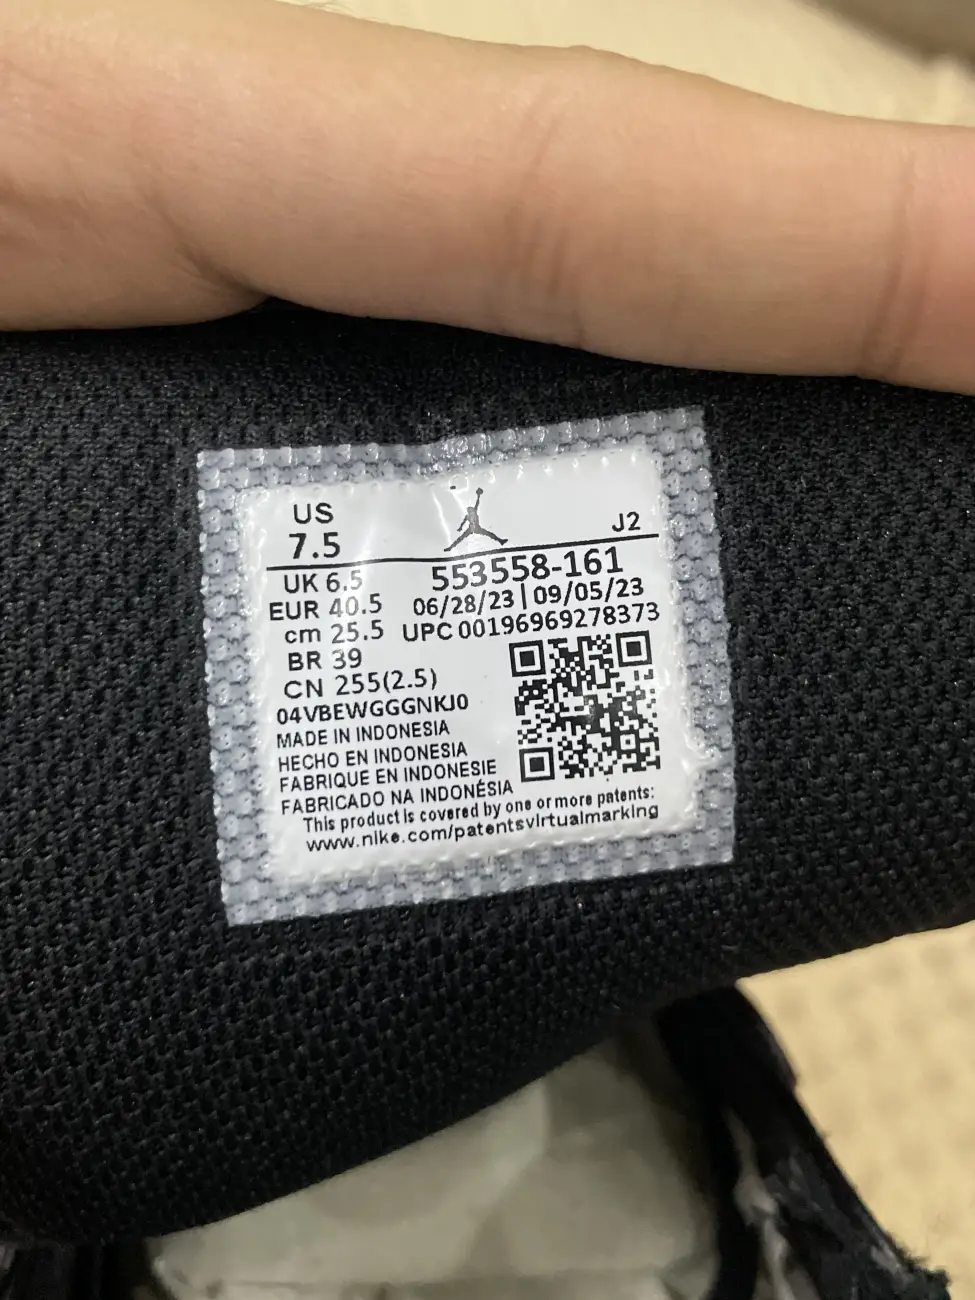 US
7.5
J2
UK 6.5
EUR 40.5
cm 25.5
BR 39
CN 255(2.5)
553558-161
06/28/23 | 09/05/23
UPC 00196969278373
04VBEWGGGNKJ0
MADE IN INDONESIA
HECHO EN INDONESIA
FABRIQUE EN INDONESIE
FABRICADO NA INDONÉSIA
This product is covered by one or more patents:
www.nike.com/patentsvirtualmarking